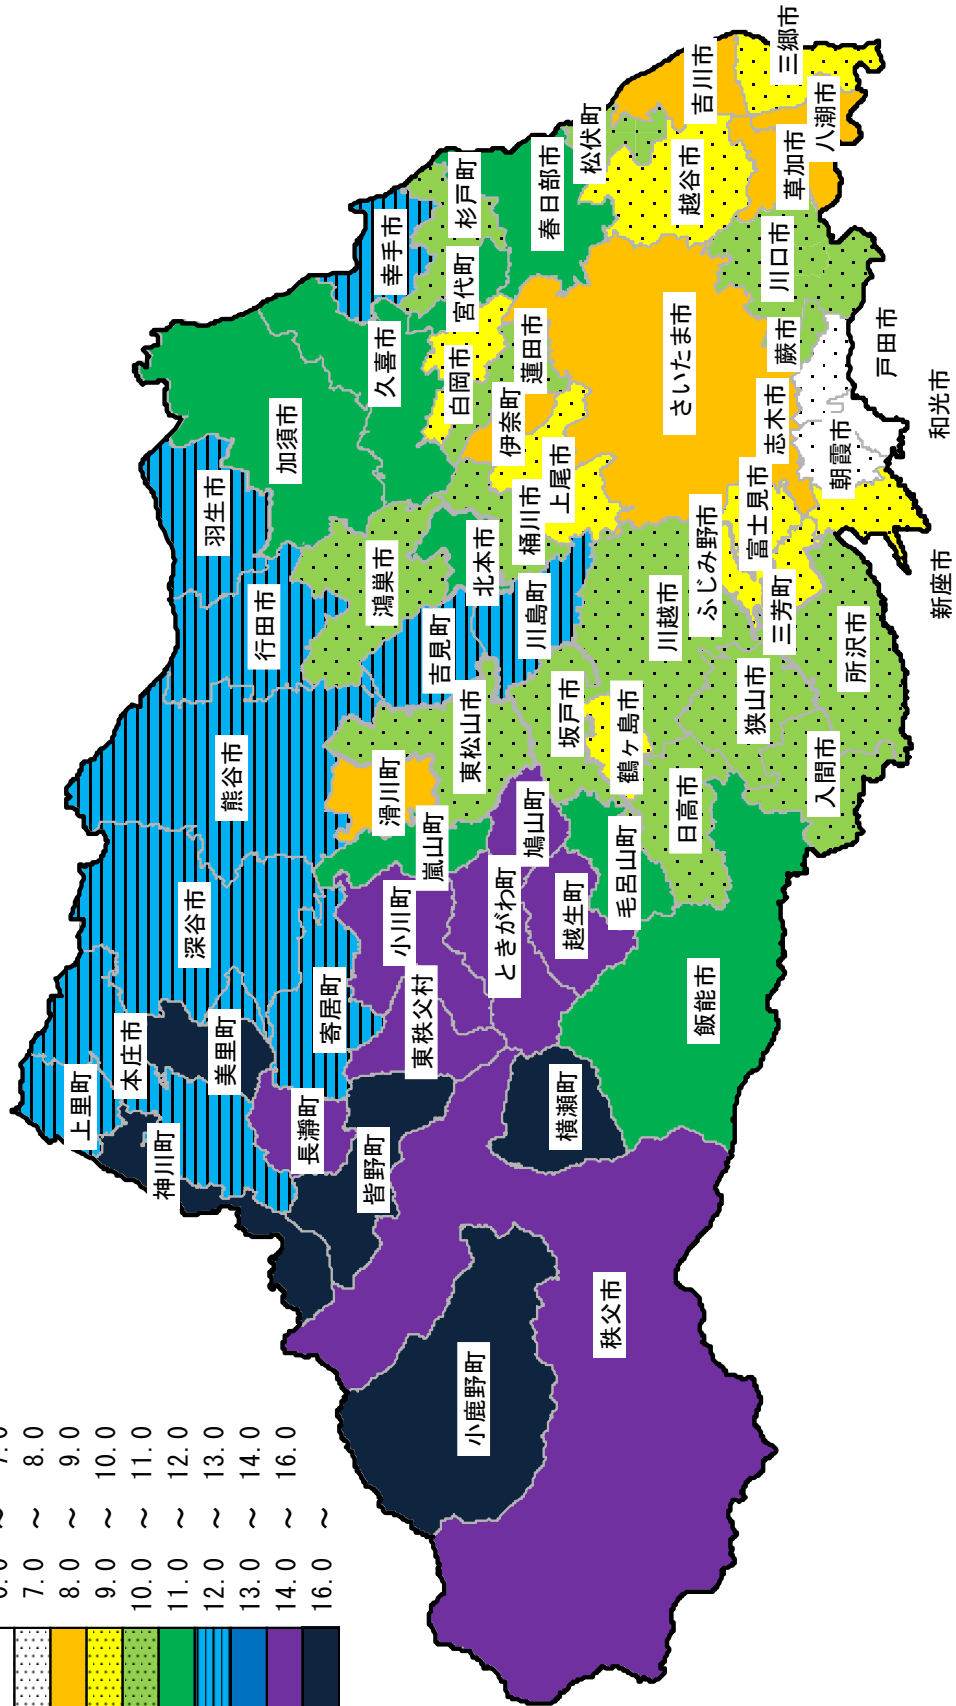 6.0 ～ 7.0
7.0 ～ 8.0
8.0 ～ 9.0
9.0 ～ 10.0
10.0 ～ 11.0
11.0 ～ 12.0
12.0 ～ 13.0
13.0 ～ 14.0
14.0 ～ 16.0
16.0 ～
上里町
本庄市
神川町
美里町
深谷市
熊谷市
羽生市
行田市
加須市
長瀞町
寄居町
皆野町
小川町
東秩父村
嵐山町
滑川町
鴻巣市
久喜市
幸手市
吉見町
東松山市
北本市
白岡市
宮代町
杉戸町
小鹿野町
横瀬町
ときがわ町
鳩山町
越生町
川島町
桶川市
伊奈町
蓮田市
上尾市
春日部市
松伏町
坂戸市
鶴ヶ島市
毛呂山町
秩父市
飯能市
日高市
川越市
さいたま市
越谷市
吉川市
ふじみ野市
狭山市
富士見市
三芳町
志木市
蕨市
川口市
草加市
八潮市
三郷市
入間市
所沢市
朝霞市
戸田市
新座市
和光市